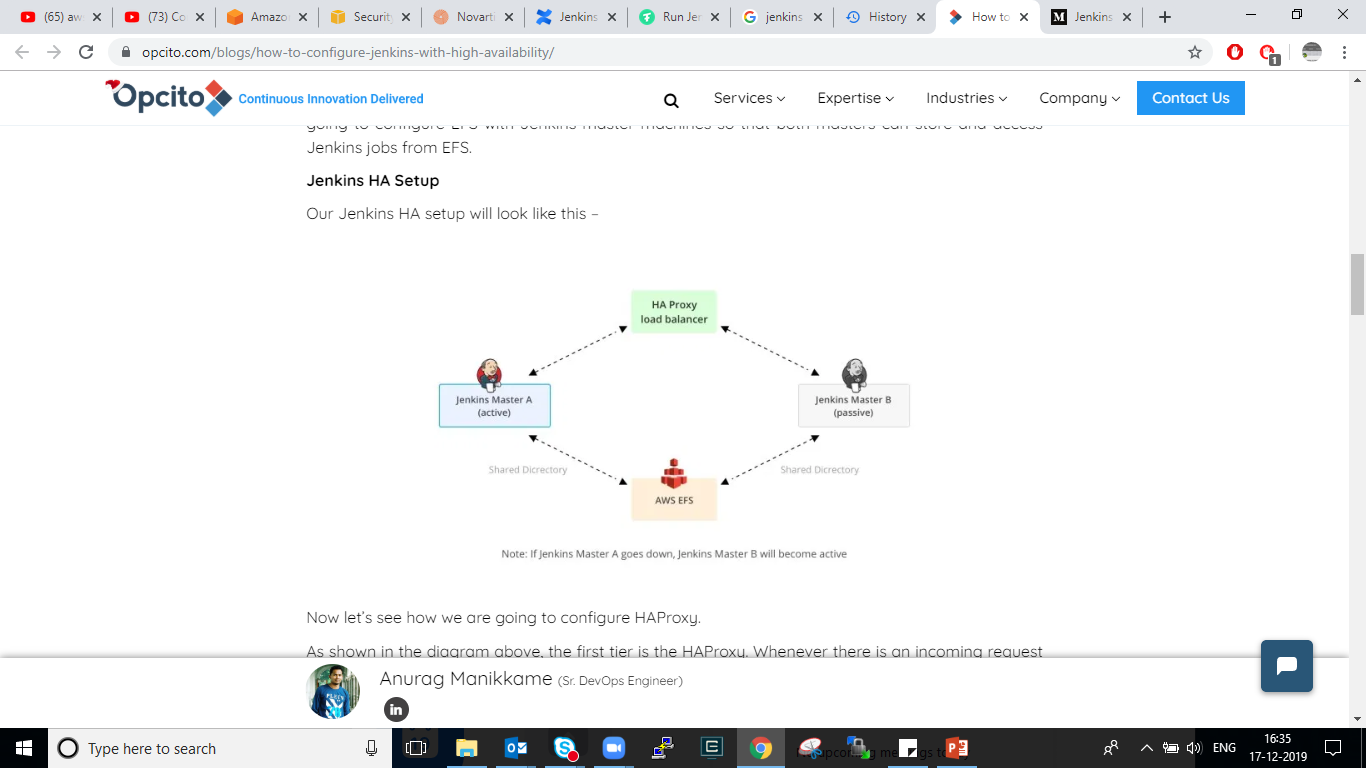 (65) aw
(73) Co
Amazo
Security
Novarti
Jenkins
Run Jer
jenkins
History
How to
Jenkins
opcito.com/blogs/how-to-configure-jenkins-with-high-availability/
1
Opcito Continuous Innovation Delivered
Services
Expertise
Industries
Company
Contact Us
going to configure EFS with Jenkins master machines so that both masters can store and access
Jenkins jobs from EFS.
Jenkins HA Setup
Our Jenkins HA setup will look like this –
HA Proxy
load balancer
Jenkins Master A
(active)
Jenkins Master B
(passive)
Shared Dicrectory
Shared Dicrectory
AWS EFS
Note: If Jenkins Master A goes down, Jenkins Master B will become active
Now let's see how we are going to configure HAProxy.
As shown in the diagram above, the first tier is the HAProxy. Whenever there is an incoming request
Anurag Manikkame (Sr. DevOps Engineer)
in
Type here to search
ENG
16:35
17-12-2019